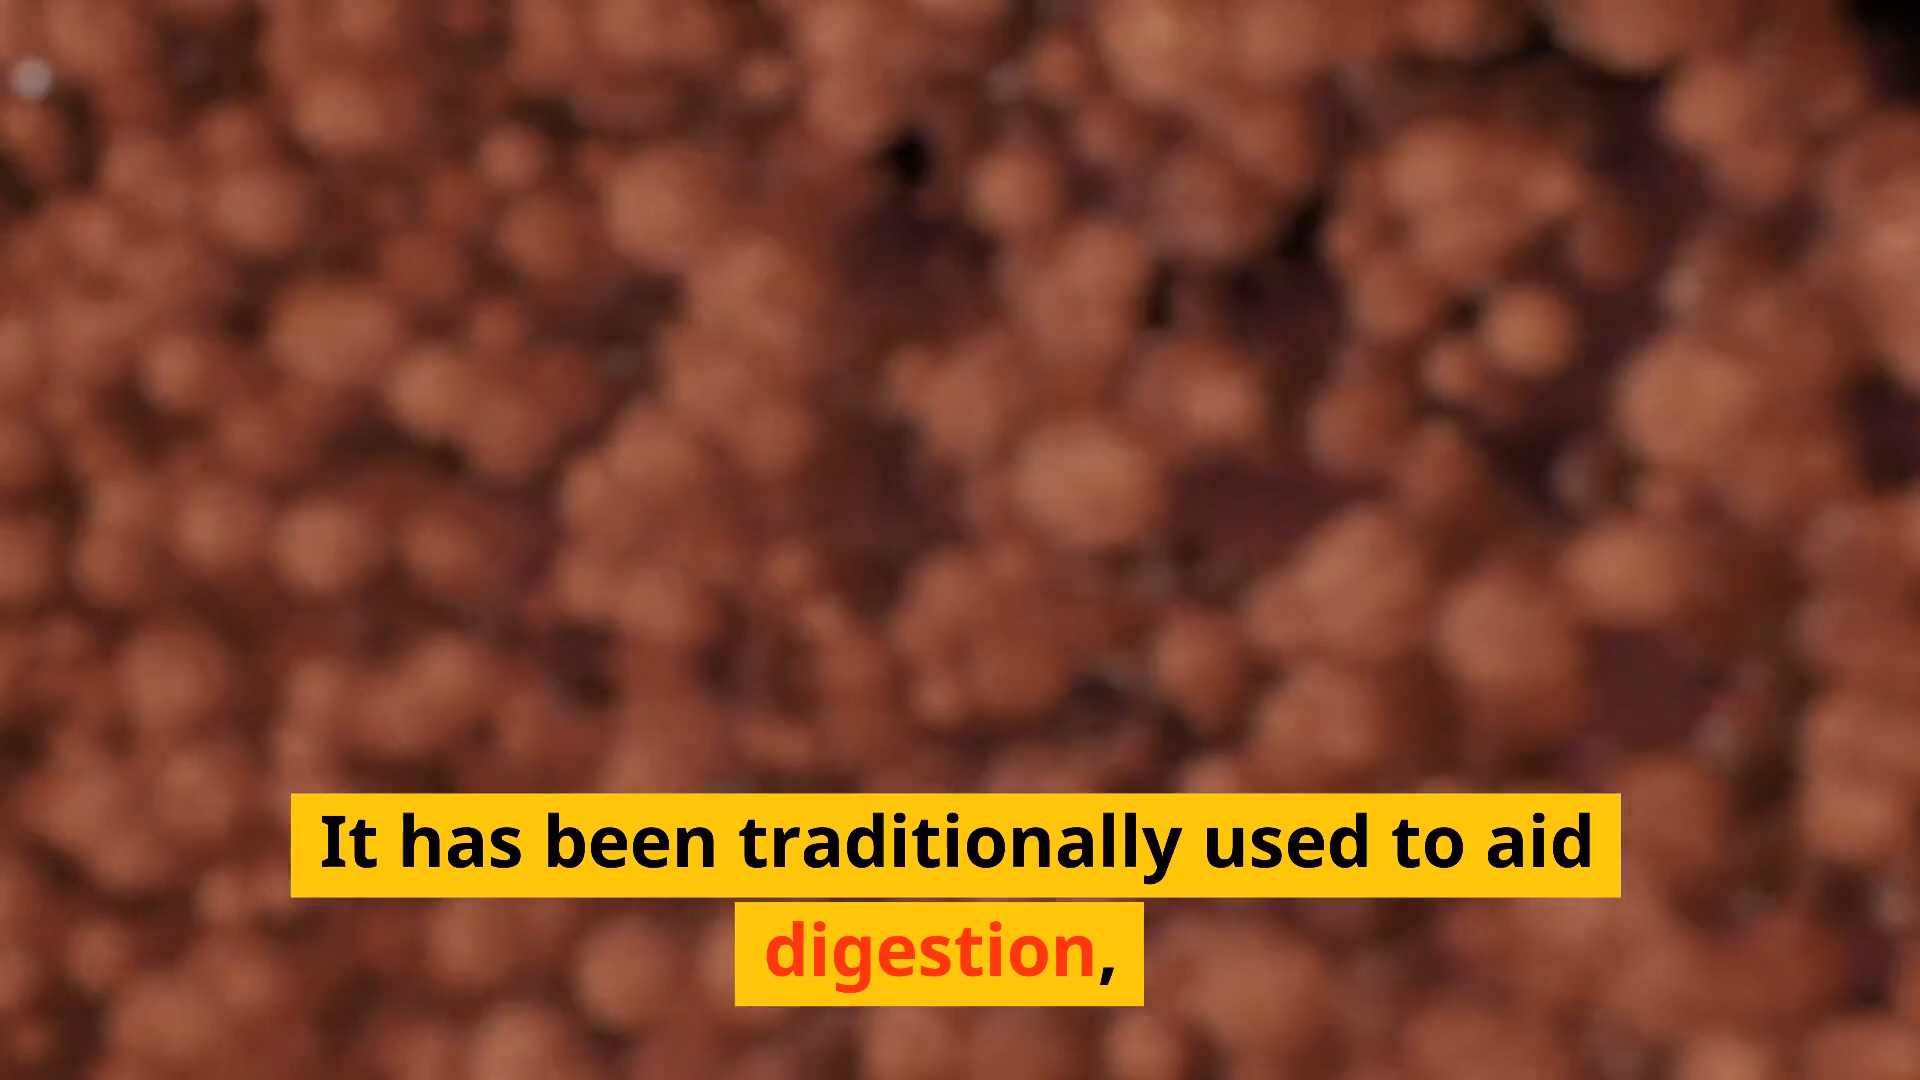 It has been traditionally used to aid
digestion,